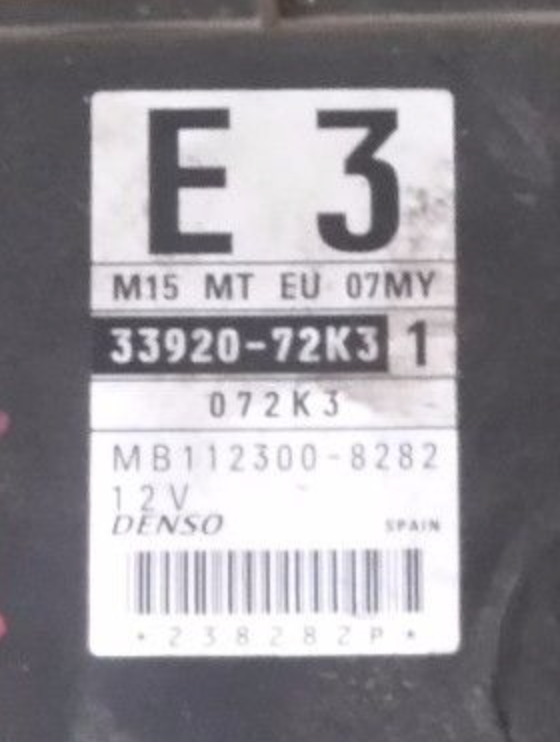 E 3
M15 MT EU 07MY
33920-72K3 1
072K3
MB112300-8282
12V
DENSO SPAIN
*238282P*